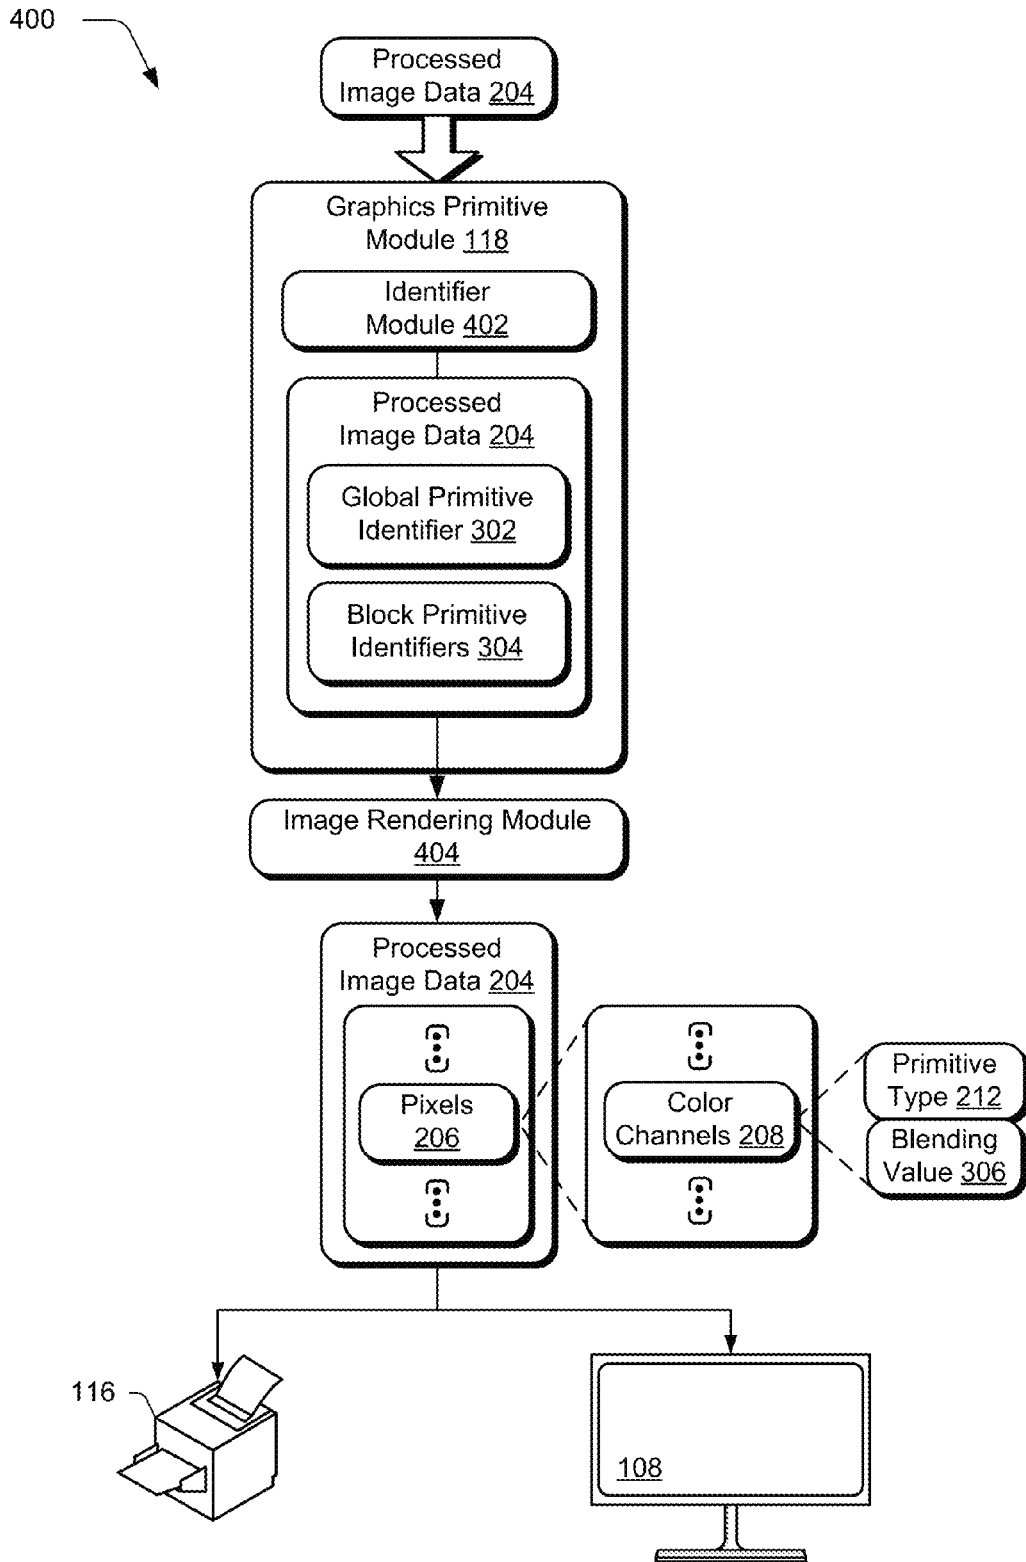 400
Processed
Image Data 204
Graphics Primitive
Module 118
Identifier
Module 402
Processed
Image Data 204
Global Primitive
Identifier 302
Block Primitive
Identifiers 304
Image Rendering Module
404
Processed
Image Data 204
Pixels
206
Color
Channels 208
Primitive
Type 212
Blending
Value 306
116
108